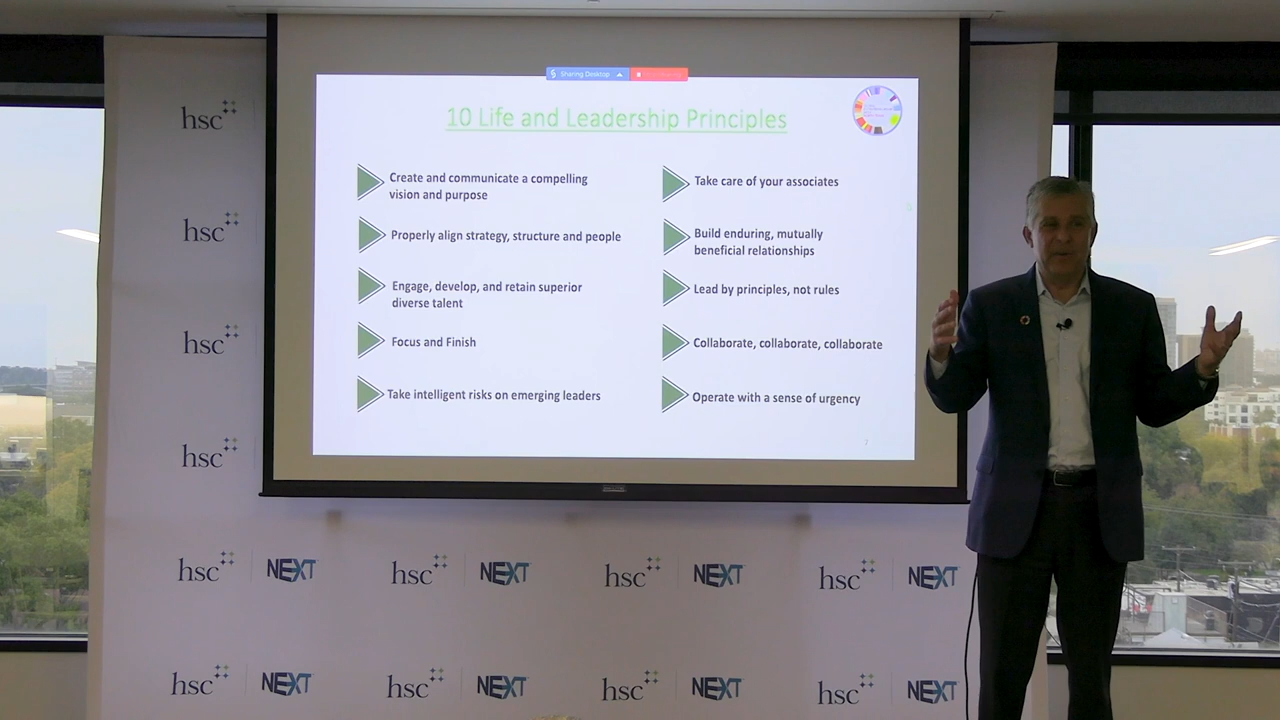 Sharing Desktop
10 Life and Leadership Principles
Create and communicate a compelling
vision and purpose
Properly align strategy, structure and people
Engage, develop, and retain superior
diverse talent
Focus and Finish
Take intelligent risks on emerging leaders
Take care of your associates
Build enduring, mutually
beneficial relationships
Lead by principles, not rules
Collaborate, collaborate, collaborate
Operate with a sense of urgency
7
hsc
hsc
hsc
hsc
hsc NEXT hsc NEXT hsc NEXT hsc NEXT
hsc NEXT hsc NEXT hsc NEXT hsc NEXT